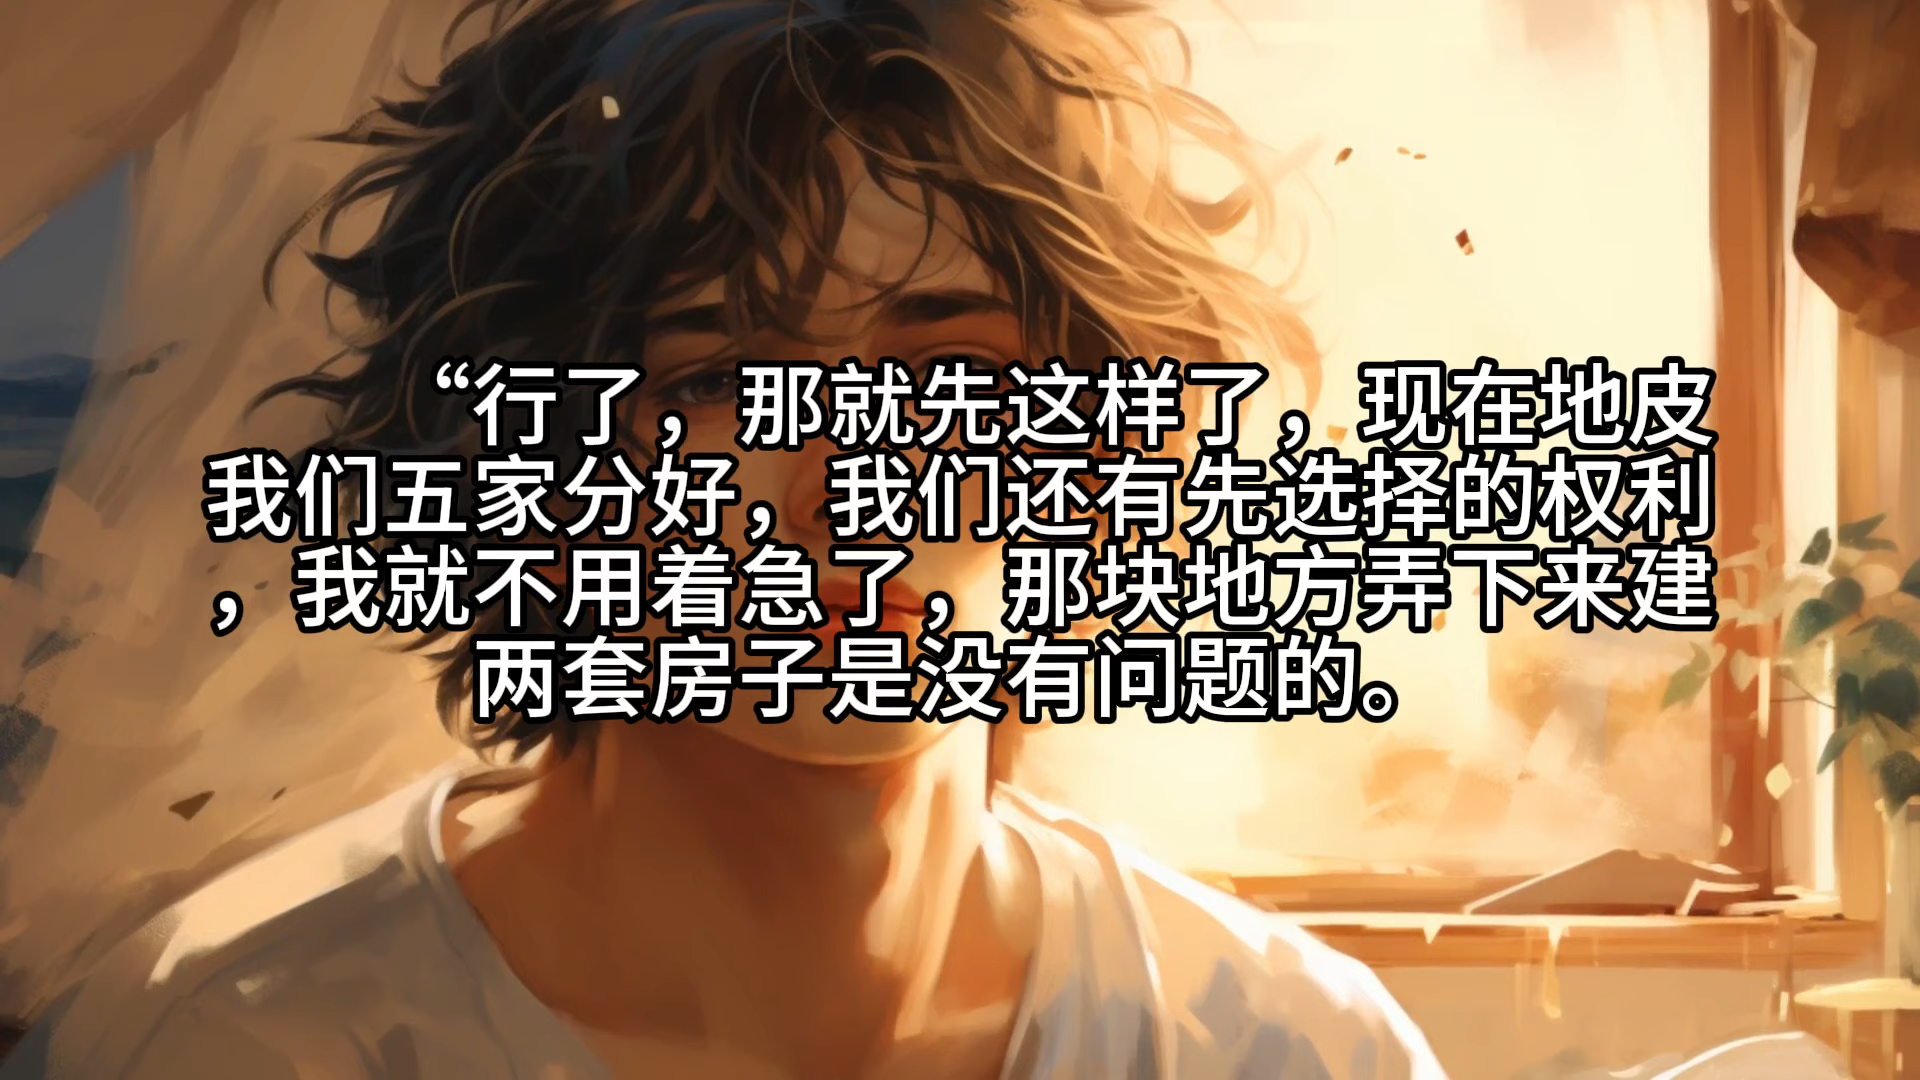 “行了，那就先这样了，现在地皮
我们五家分好，我们还有先选择的权利
，我就不用着急了，那块地方弄下来建
两套房子是没有问题的。